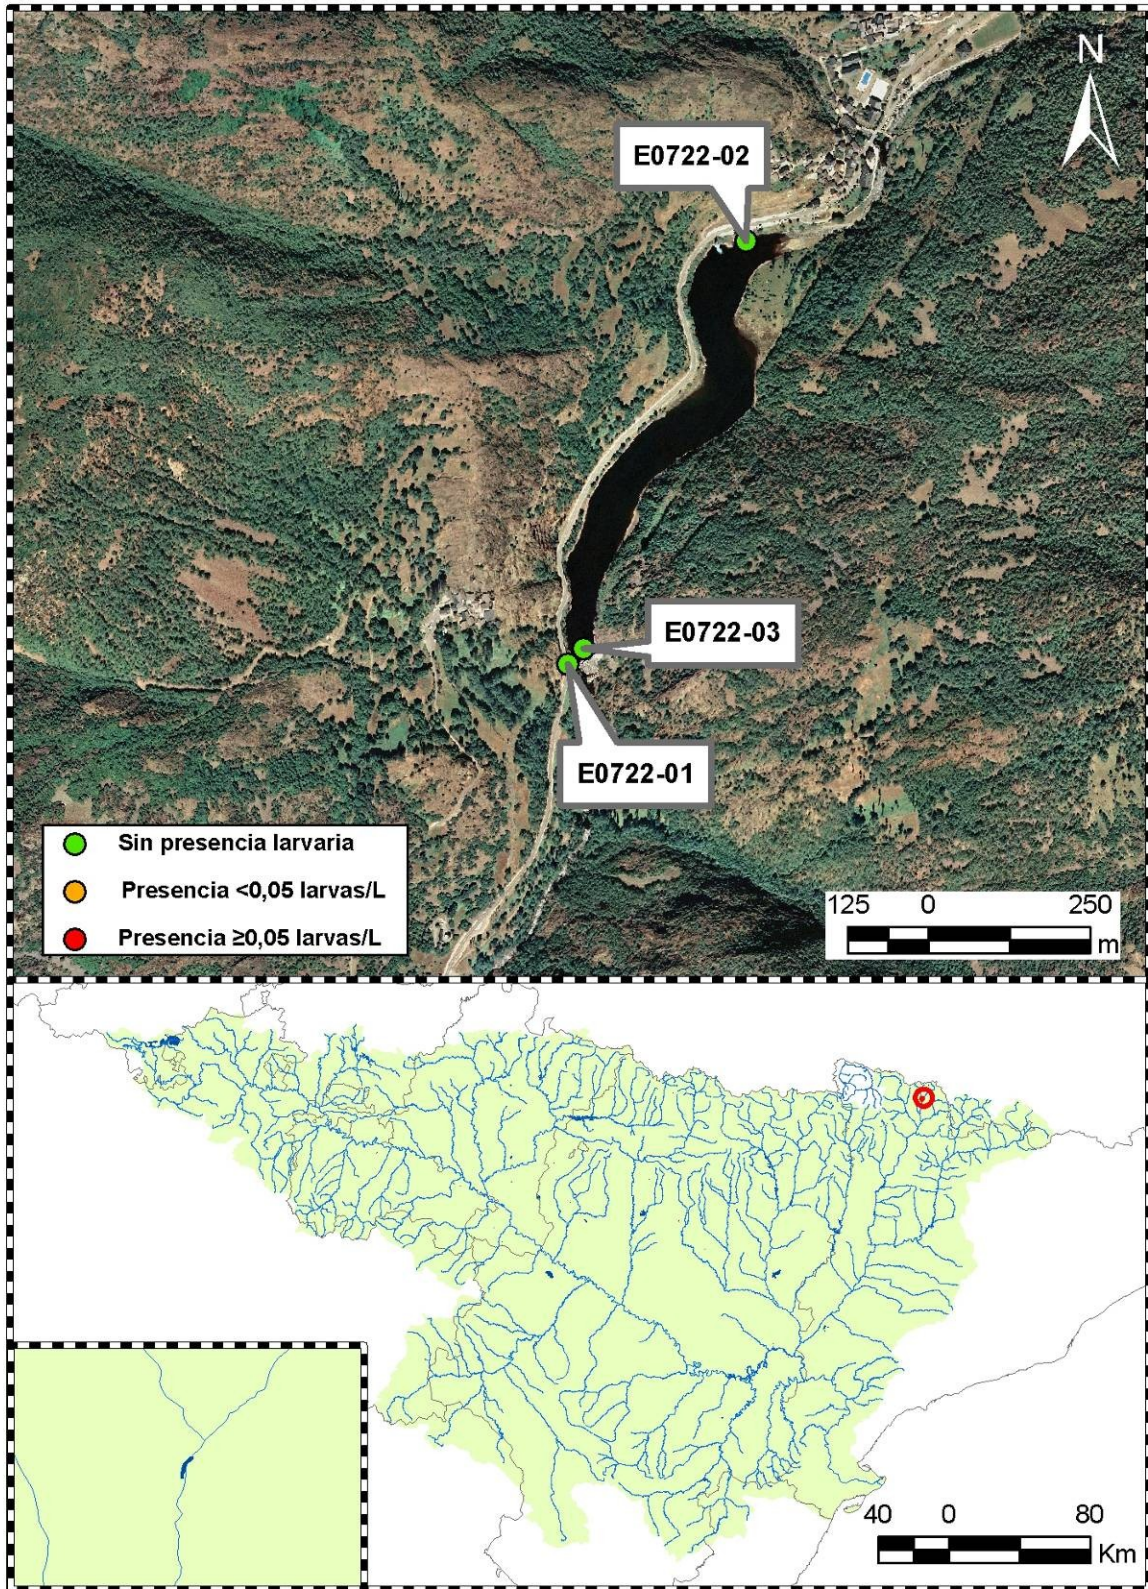 N
E0722-02
E0722-03
E0722-01
Sin presencia larvaria
Presencia <0,05 larvas/L
Presencia ≥0,05 larvas/L
125 0 250
m
40 0 80
Km